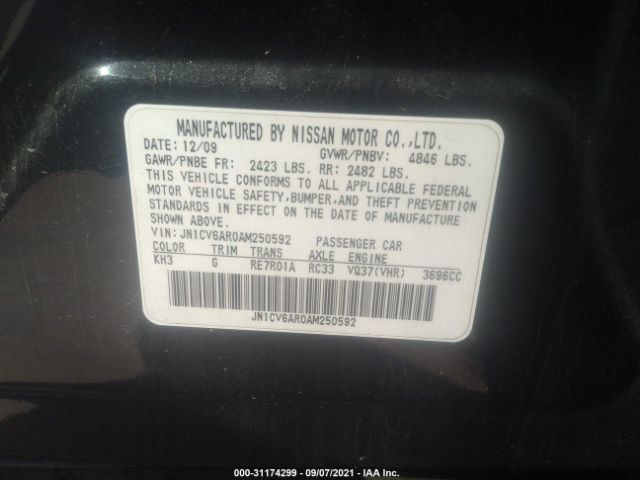 MANUFACTURED BY NISSAN MOTOR CO.,LTD.
DATE: 12/09 GVWR/PNBV: 4846 LBS.
GAWR/PNBE FR: 2423 LBS. RR: 2482 LBS.
THIS VEHICLE CONFORMS TO ALL APPLICABLE FEDERAL
MOTOR VEHICLE SAFETY,BUMPER,AND THEFT PREVENTION
STANDARDS IN EFFECT ON THE DATE OF MANUFACTURE
SHOWN ABOVE.
VIN: JN1CV6AR0AM250592 PASSENGER CAR
COLOR TRIM TRANS AXLE ENGINE
KH3 G RE7R01A RC33 VQ37(VHR) 3696CC
JN1CV6AR0AM250592
000-31174299 - 09/07/2021 - IAA Inc.